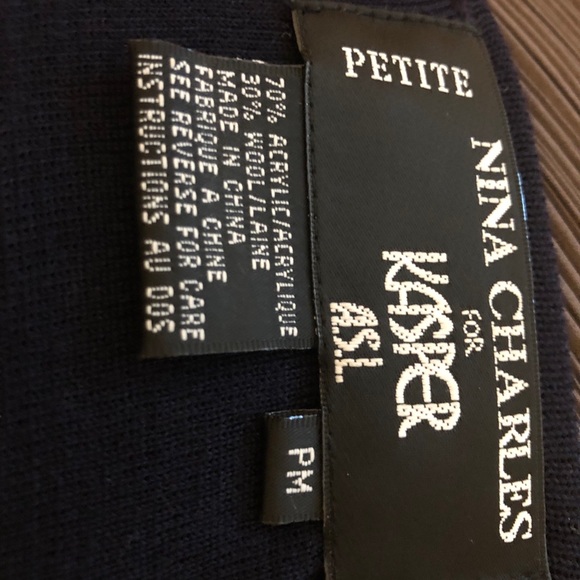 NINA CHARLES
FOR
KASPER
A.S.L.
PETITE
PM
70% ACRYLIC/ACRYLIQUE
30% WOOL/LAINE
MADE IN CHINA
FABRIQUE A CHINE
SEE REVERSE FOR CARE
INSTRUCTIONS AU DOS